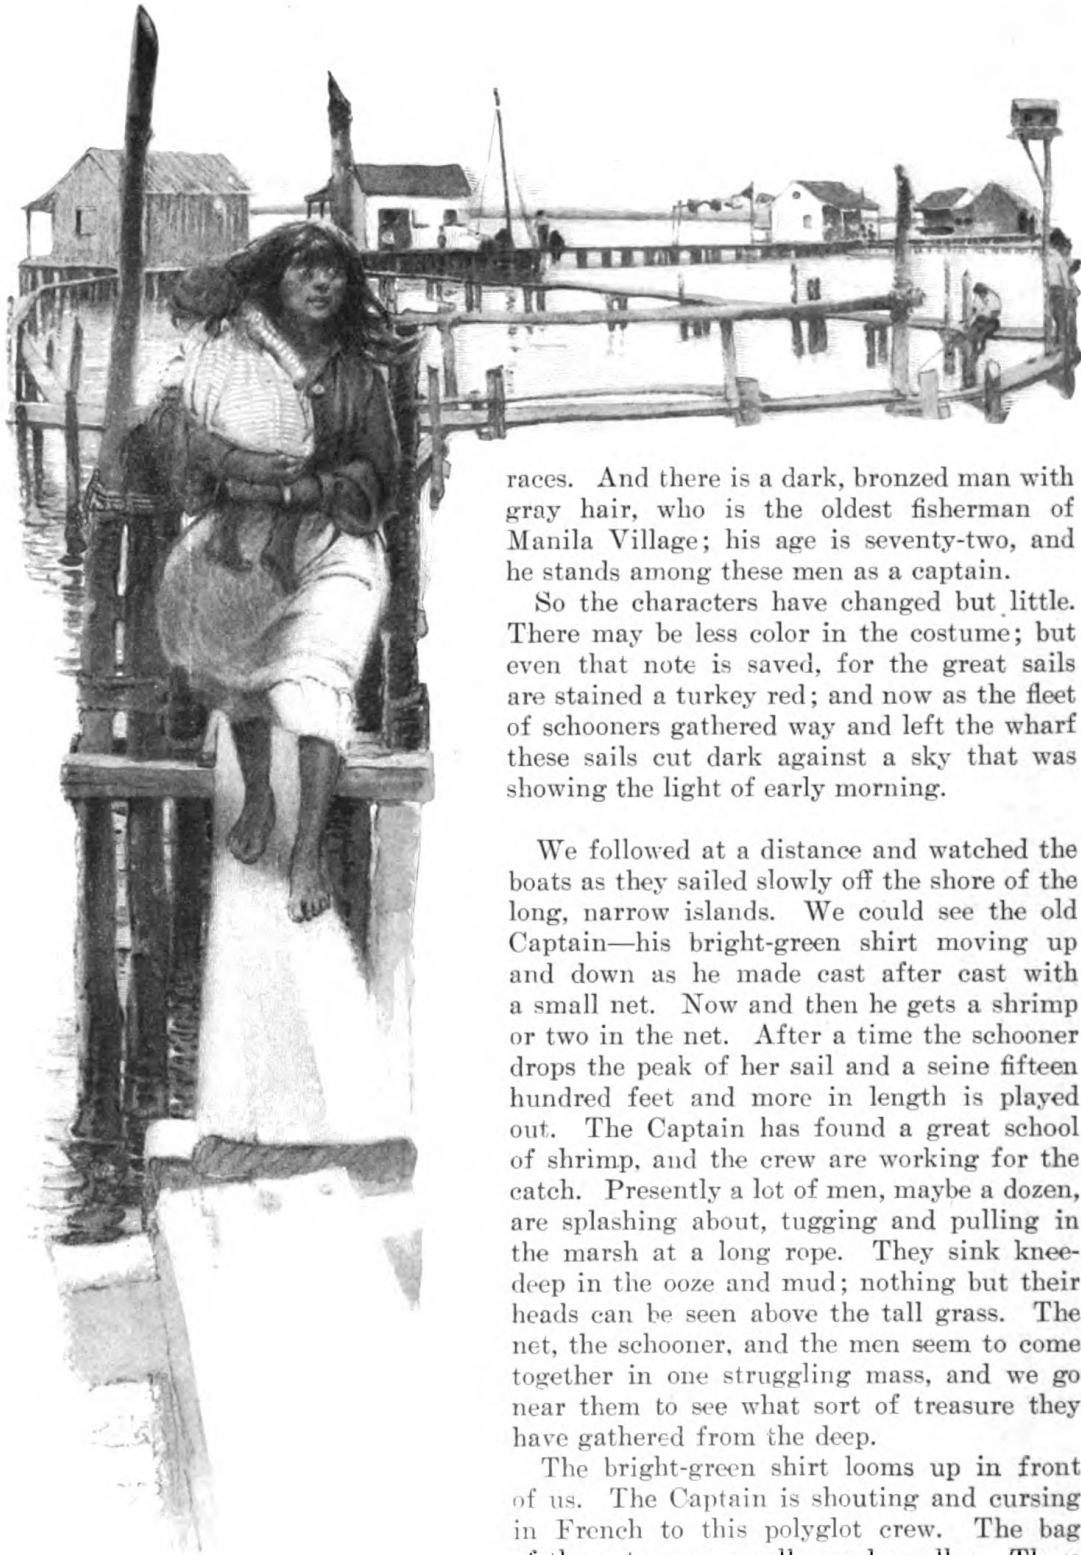 races. And there is a dark, bronzed man with
gray hair, who is the oldest fisherman of
Manila Village; his age is seventy-two, and
he stands among these men as a captain.
So the characters have changed but little.
There may be less color in the costume; but
even that note is saved, for the great sails
are stained a turkey red; and now as the fleet
of schooners gathered way and left the wharf
these sails cut dark against a sky that was
showing the light of early morning.
We followed at a distance and watched the
boats as they sailed slowly off the shore of the
long, narrow islands. We could see the old
Captain—his bright-green shirt moving up
and down as he made cast after cast with
a small net. Now and then he gets a shrimp
or two in the net. After a time the schooner
drops the peak of her sail and a seine fifteen
hundred feet and more in length is played
out. The Captain has found a great school
of shrimp, and the crew are working for the
catch. Presently a lot of men, maybe a dozen,
are splashing about, tugging and pulling in
the marsh at a long rope. They sink knee-
deep in the ooze and mud; nothing but their
heads can be seen above the tall grass. The
net, the schooner, and the men seem to come
together in one struggling mass, and we go
near them to see what sort of treasure they
have gathered from the deep.
The bright-green shirt looms up in front
of us. The Captain is shouting and cursing
in French to this polyglot crew. The bag